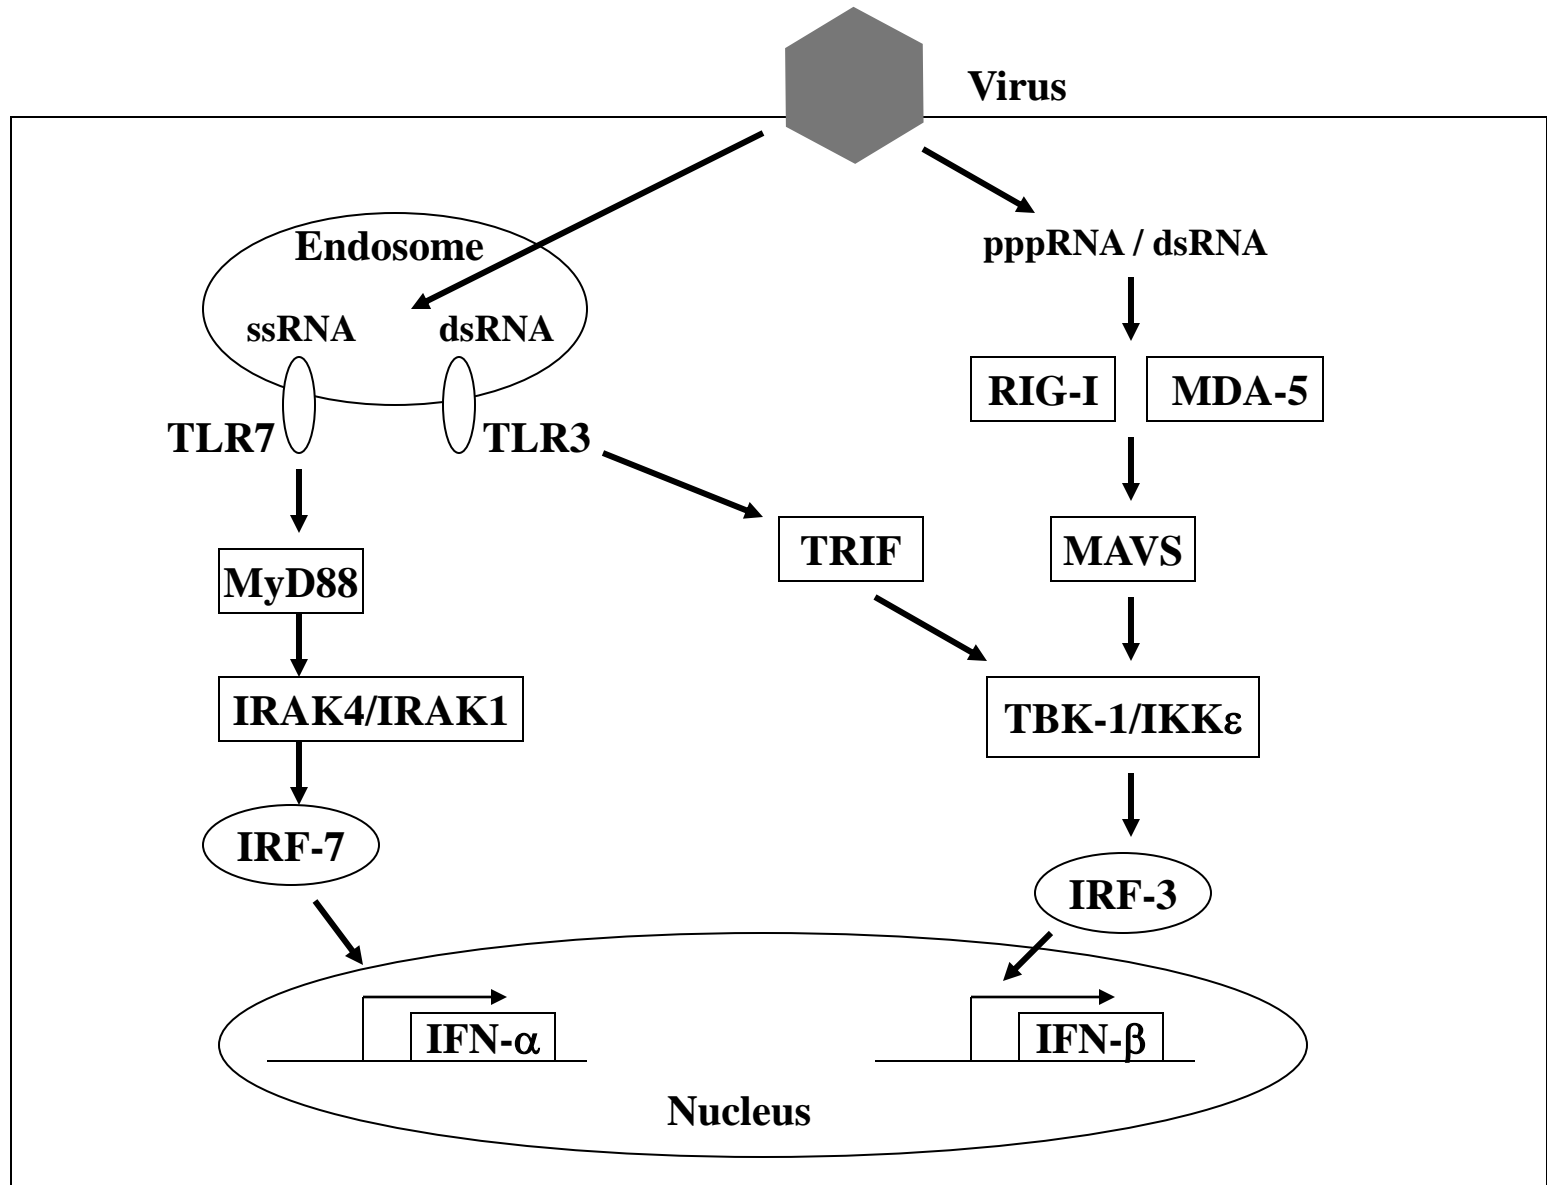 Virus
Endosome
pppRNA / dsRNA
ssRNA
dsRNA
RIG-I
MDA-5
TLR7
TLR3
TRIF
MAVS
MyD88
IRAK4/IRAK1
TBK-1/IKKε
IRF-7
IRF-3
IFN-α
IFN-β
Nucleus